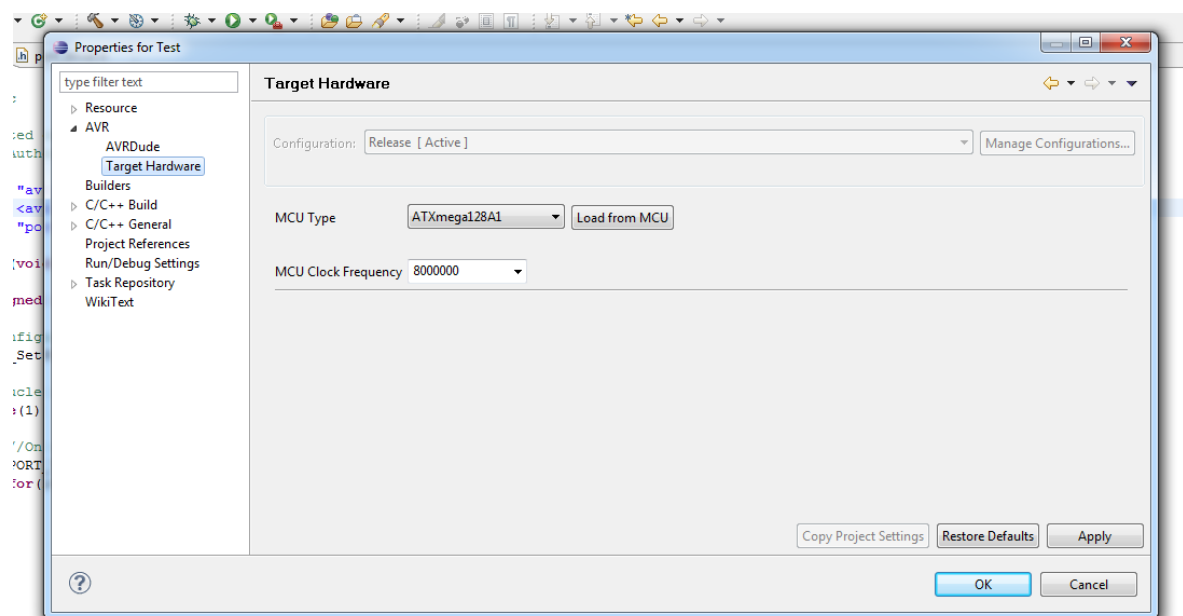 Properties for Test
type filter text
Resource
AVR
AVRDude
Target Hardware
Builders
C/C++ Build
C/C++ General
Project References
Run/Debug Settings
Task Repository
WikiText
Target Hardware
Configuration: Release [ Active ] Manage Configurations...
MCU Type ATXmega128A1 Load from MCU
MCU Clock Frequency 8000000
Copy Project Settings Restore Defaults Apply
OK Cancel